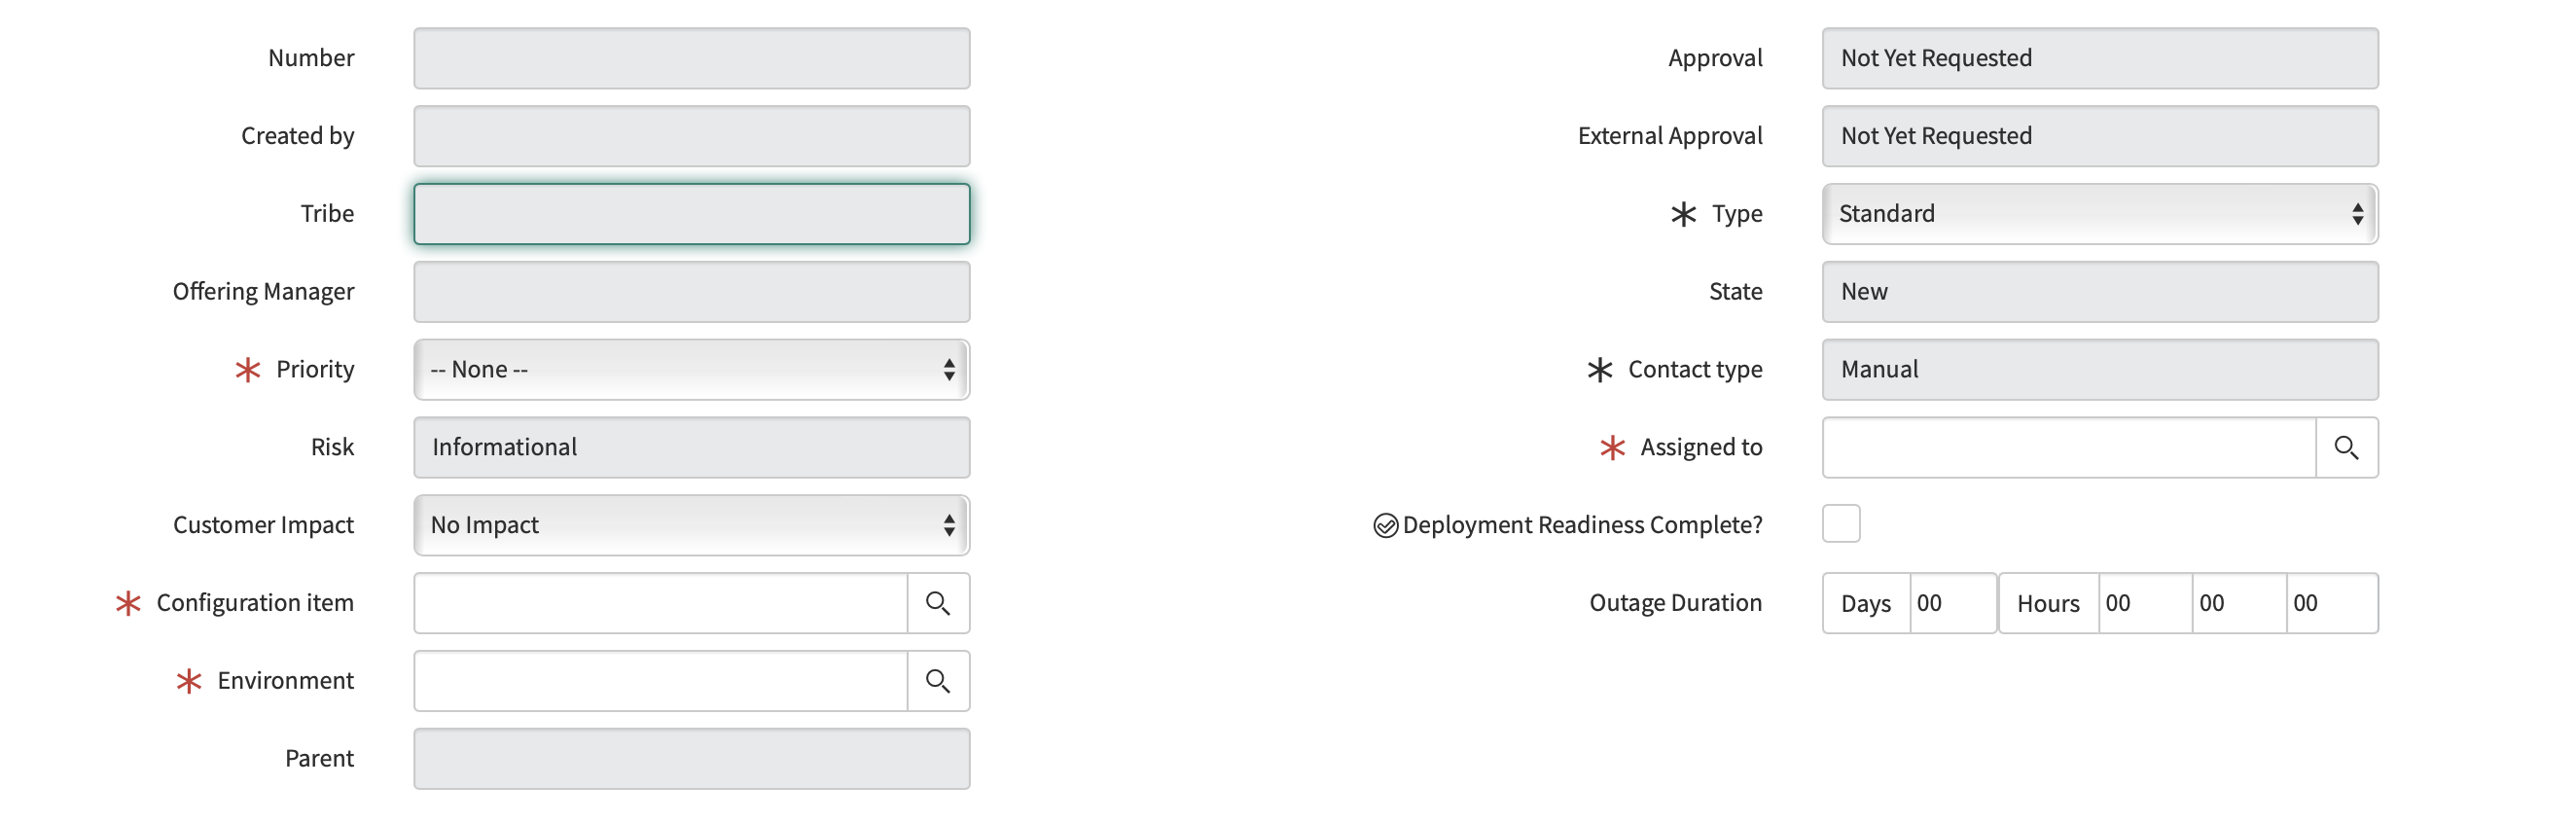 Number
Created by
Tribe
Offering Manager
* Priority -- None --
Risk Informational
Customer Impact No Impact
* Configuration item
* Environment
Parent
Approval Not Yet Requested
External Approval Not Yet Requested
* Type Standard
State New
* Contact type Manual
* Assigned to
Deployment Readiness Complete?
Outage Duration Days 00 Hours 00 00 00